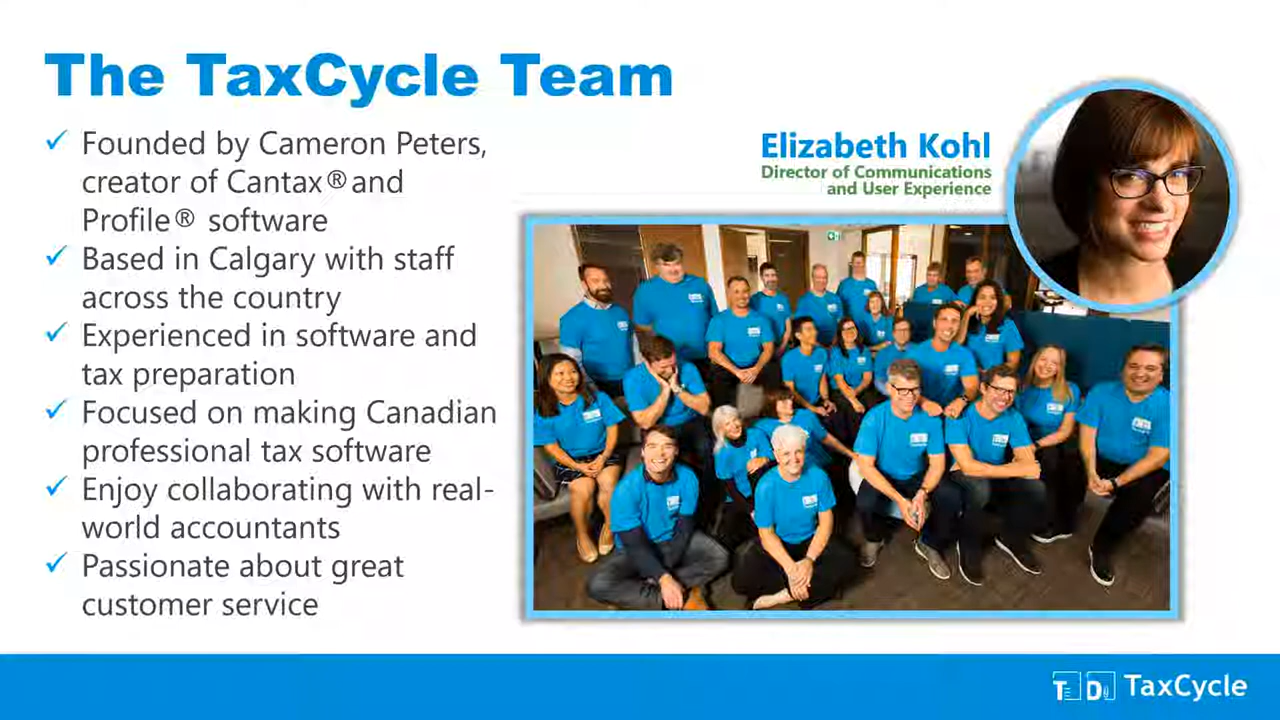 The TaxCycle Team
✓ Founded by Cameron Peters,
creator of Cantax® and
Profile® software
✓ Based in Calgary with staff
across the country
✓ Experienced in software and
tax preparation
✓ Focused on making Canadian
professional tax software
✓ Enjoy collaborating with real-
world accountants
✓ Passionate about great
customer service
Elizabeth Kohl
Director of Communications
and User Experience
TaxCycle